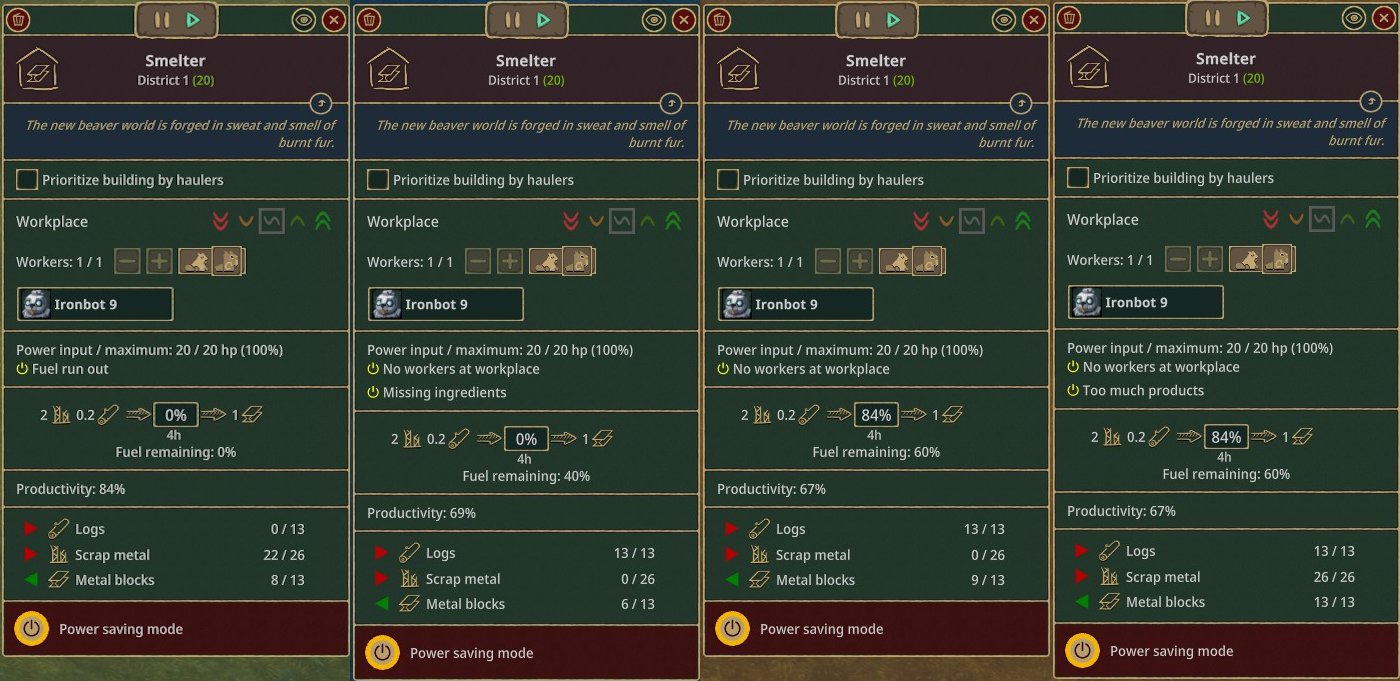 Smelter
District 1 (20)
The new beaver world is forged in sweat and smell of
burnt fur.
Prioritize building by haulers
Workplace
Workers: 1 / 1
Ironbot 9
Power input / maximum: 20 / 20 hp (100%)
Fuel run out
2 0.2 0% 1
4h
Fuel remaining: 0%
Productivity: 84%
Logs 0 / 13
Scrap metal 22 / 26
Metal blocks 8 / 13
Power saving mode
Smelter
District 1 (20)
The new beaver world is forged in sweat and smell of
burnt fur.
Prioritize building by haulers
Workplace
Workers: 1 / 1
Ironbot 9
Power input / maximum: 20 / 20 hp (100%)
No workers at workplace
Missing ingredients
2 0.2 0% 1
4h
Fuel remaining: 40%
Productivity: 69%
Logs 13 / 13
Scrap metal 0 / 26
Metal blocks 6 / 13
Power saving mode
Smelter
District 1 (20)
The new beaver world is forged in sweat and smell of
burnt fur.
Prioritize building by haulers
Workplace
Workers: 1 / 1
Ironbot 9
Power input / maximum: 20 / 20 hp (100%)
No workers at workplace
2 0.2 84% 1
4h
Fuel remaining: 60%
Productivity: 67%
Logs 13 / 13
Scrap metal 0 / 26
Metal blocks 9 / 13
Power saving mode
Smelter
District 1 (20)
The new beaver world is forged in sweat and smell of
burnt fur.
Prioritize building by haulers
Workplace
Workers: 1 / 1
Ironbot 9
Power input / maximum: 20 / 20 hp (100%)
No workers at workplace
Too much products
2 0.2 84% 1
4h
Fuel remaining: 60%
Productivity: 67%
Logs 13 / 13
Scrap metal 26 / 26
Metal blocks 13 / 13
Power saving mode